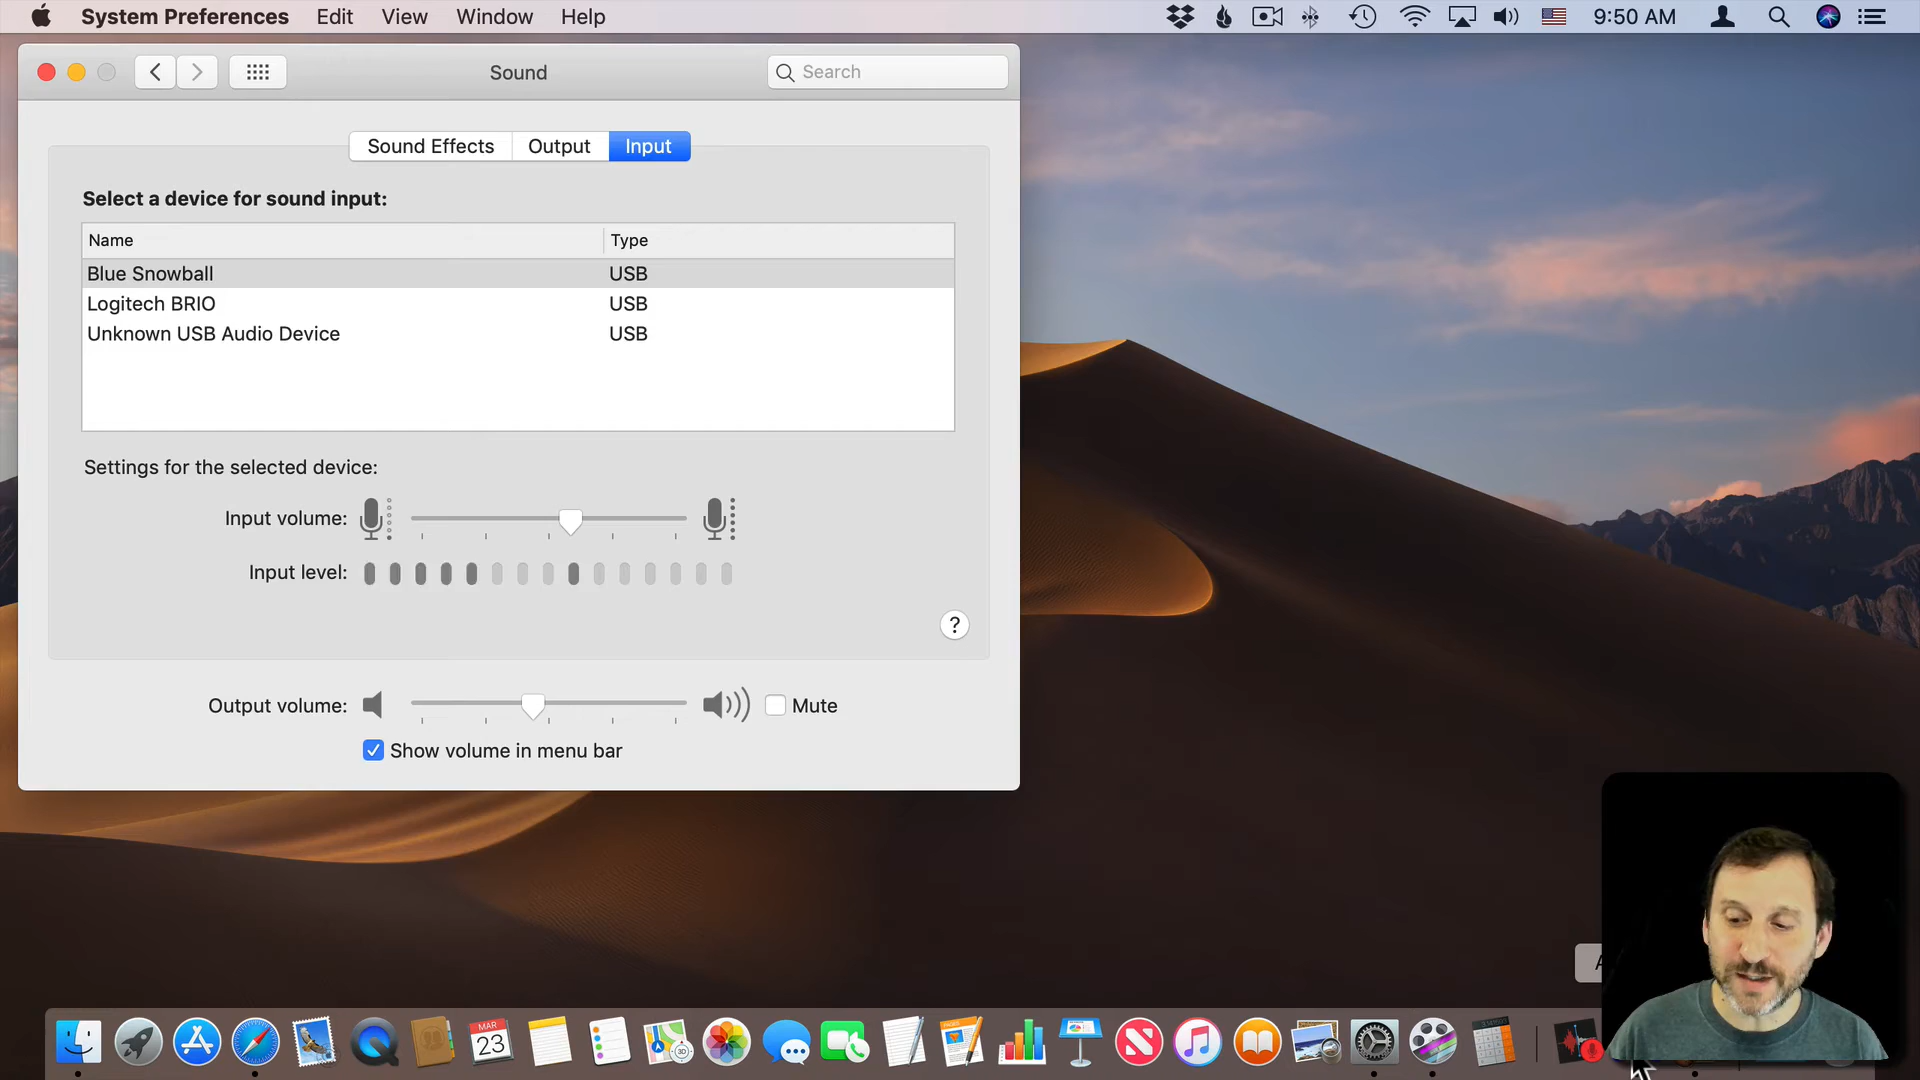 System Preferences Edit View Window Help 9:50 AM
Sound
Search
Sound Effects Output Input
Select a device for sound input:
Name Type
Blue Snowball USB
Logitech BRIO USB
Unknown USB Audio Device USB
Settings for the selected device:
Input volume:
Input level:
?
Output volume: Mute
Show volume in menu bar
MAR
23
3D
PAGES